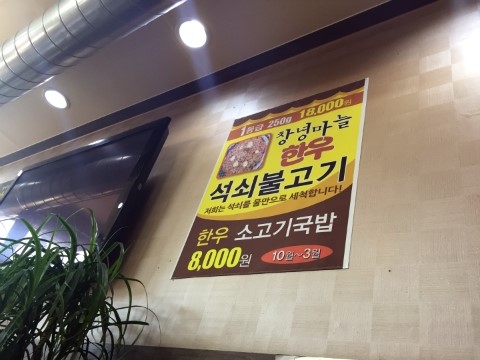 1등급 250g 18,000원
창녕마늘
한우
석쇠불고기
저희는 석쇠를 물만으로 세척합니다!
한우 소고기국밥
8,000원 10월~3월